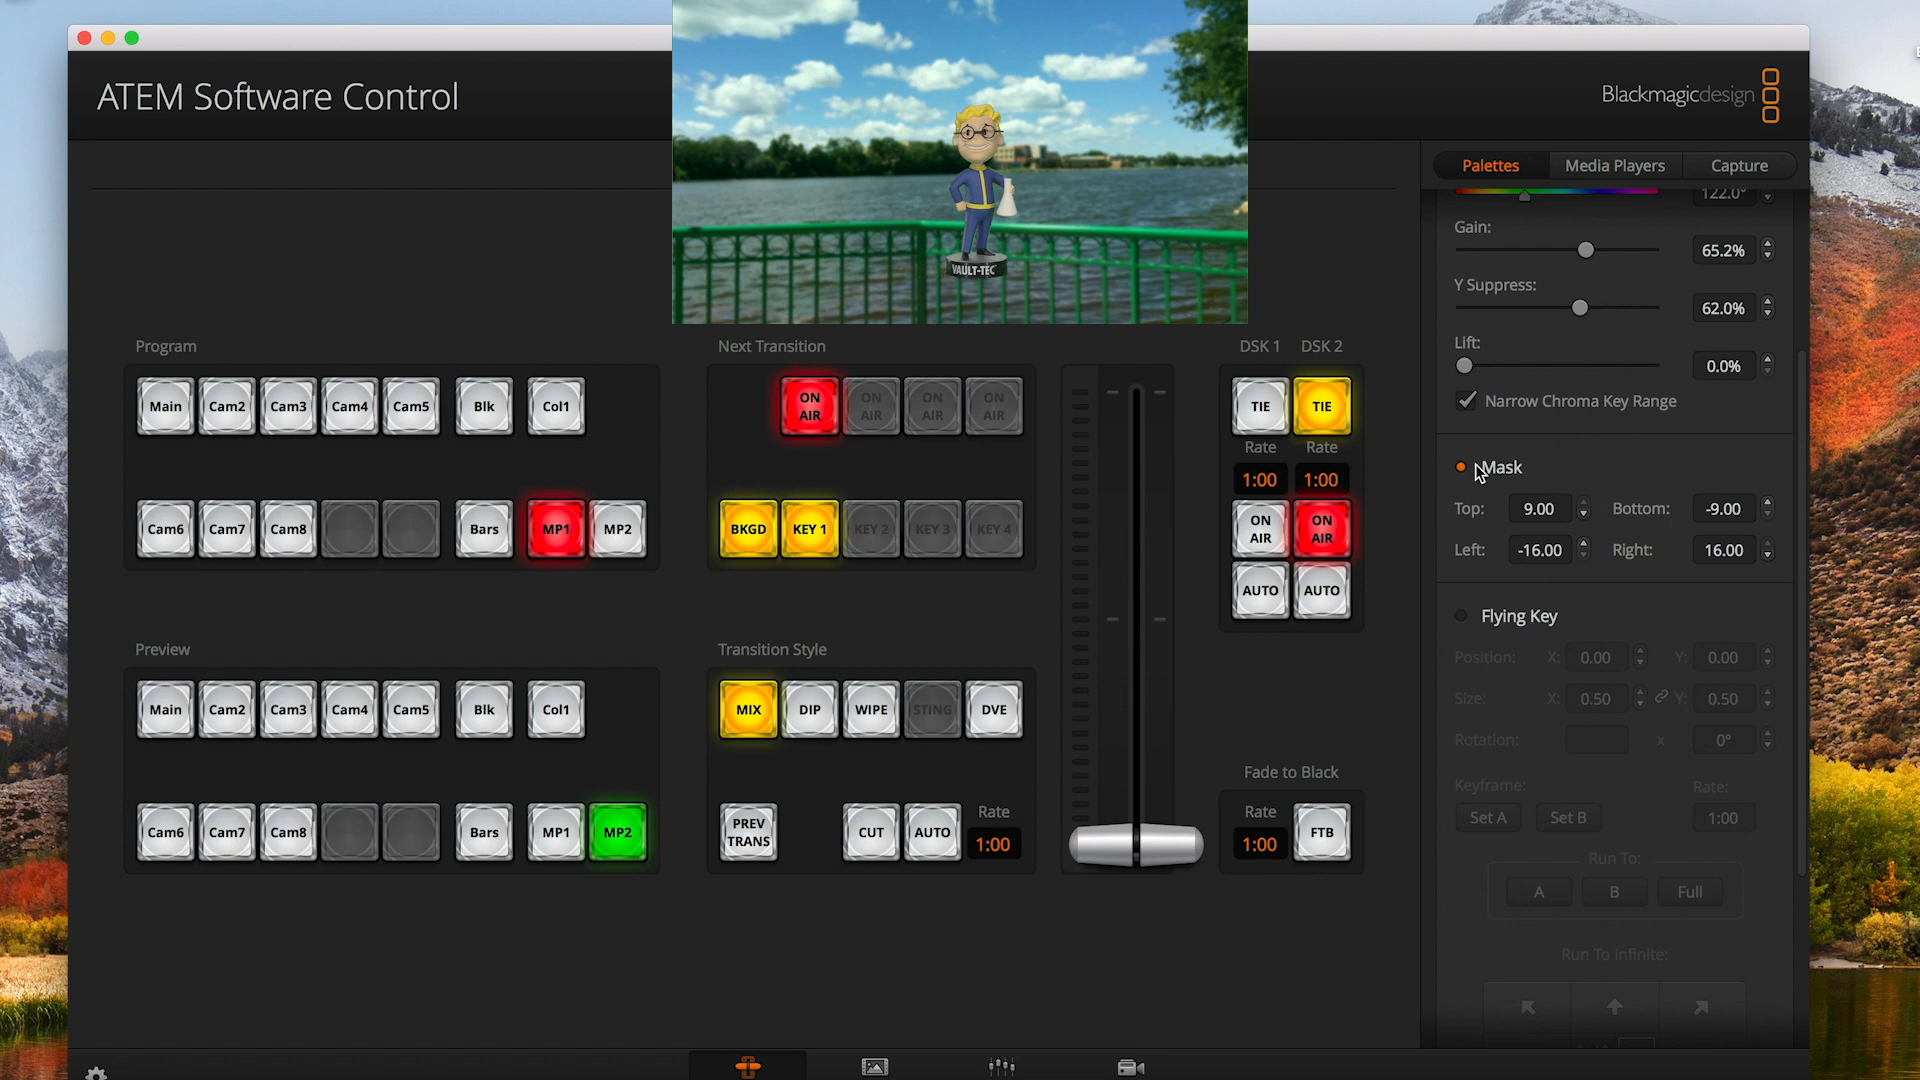 ATEM Software Control
Blackmagicdesign
VAULT-TEC
Palettes Media Players Capture
122.0°
Gain:
65.2%
Y Suppress:
62.0%
Lift:
0.0%
Narrow Chroma Key Range
Mask
Top: 9.00 Bottom: -9.00
Left: -16.00 Right: 16.00
Flying Key
Position: X: 0.00 Y: 0.00
Size: X: 0.50 Y: 0.50
Rotation: x 0°
Keyframe: Rate:
Set A Set B 1:00
Run To:
A B Full
Run To Infinite:
Program
Main Cam2 Cam3 Cam4 Cam5 Blk Col1
Cam6 Cam7 Cam8 Bars MP1 MP2
Next Transition
ON AIR ON AIR ON AIR ON AIR
BKGD KEY 1 KEY 2 KEY 3 KEY 4
DSK 1 DSK 2
TIE TIE
Rate Rate
1:00 1:00
ON AIR ON AIR
AUTO AUTO
Preview
Main Cam2 Cam3 Cam4 Cam5 Blk Col1
Cam6 Cam7 Cam8 Bars MP1 MP2
Transition Style
MIX DIP WIPE STING DVE
PREV TRANS CUT AUTO
Rate
1:00
Fade to Black
Rate
1:00
FTB